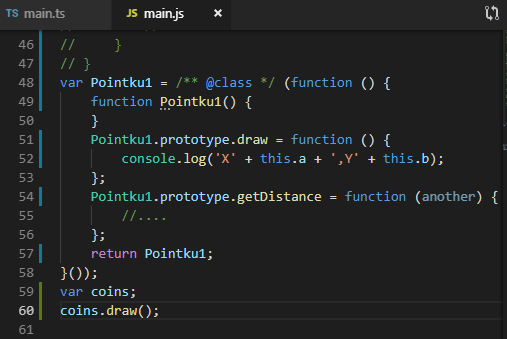 TS main.ts JS main.js ×
46 //     }
47 // }
48 var Pointku1 = /** @class */ (function () {
49     function Pointku1() {
50     }
51     Pointku1.prototype.draw = function () {
52         console.log('X' + this.a + ',Y' + this.b);
53     };
54     Pointku1.prototype.getDistance = function (another) {
55         //....
56     };
57     return Pointku1;
58 }());
59 var coins;
60 coins.draw();
61